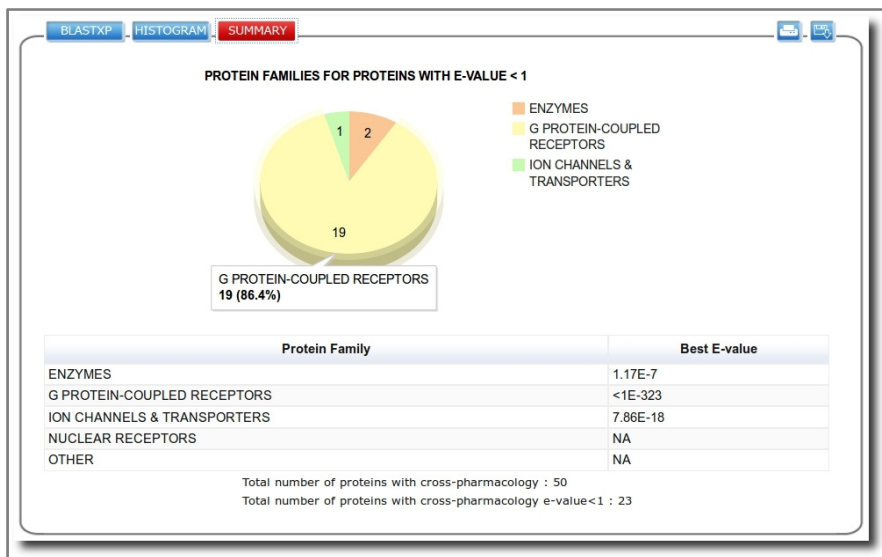 BLASTXP HISTOGRAM SUMMARY
PROTEIN FAMILIES FOR PROTEINS WITH E-VALUE < 1
1 2
19
ENZYMES
G PROTEIN-COUPLED
RECEPTORS
ION CHANNELS &
TRANSPORTERS
G PROTEIN-COUPLED RECEPTORS
19 (86.4%)
Protein Family Best E-value
ENZYMES 1.17E-7
G PROTEIN-COUPLED RECEPTORS <1E-323
ION CHANNELS & TRANSPORTERS 7.86E-18
NUCLEAR RECEPTORS NA
OTHER NA
Total number of proteins with cross-pharmacology : 50
Total number of proteins with cross-pharmacology e-value<1 : 23